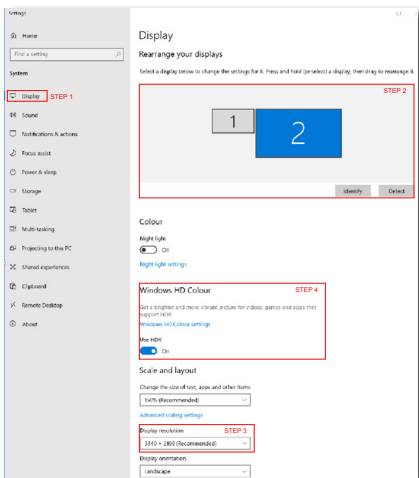 Settings
Home
Find a setting
System
Display STEP 1
Sound
Notifications & actions
Focus assist
Power & sleep
Storage
Tablet
Multi-tasking
Projecting to this PC
Shared experiences
Clipboard
Remote Desktop
About
Display
Rearrange your displays
Select a display below to change the settings for it. Press and hold (or select) a display, then drag to rearrange it.
STEP 2
1 2
Identify Detect
Colour
Night light
Off
Night light settings
Windows HD Colour STEP 4
Get a brighter and more vibrant picture for videos, games and apps that
support HDR.
Windows HD Colour settings
Use HDR
On
Scale and layout
Change the size of text, apps and other items
150% (Recommended)
Advanced scaling settings
Display resolution STEP 3
3840 × 2160 (Recommended)
Display orientation
Landscape